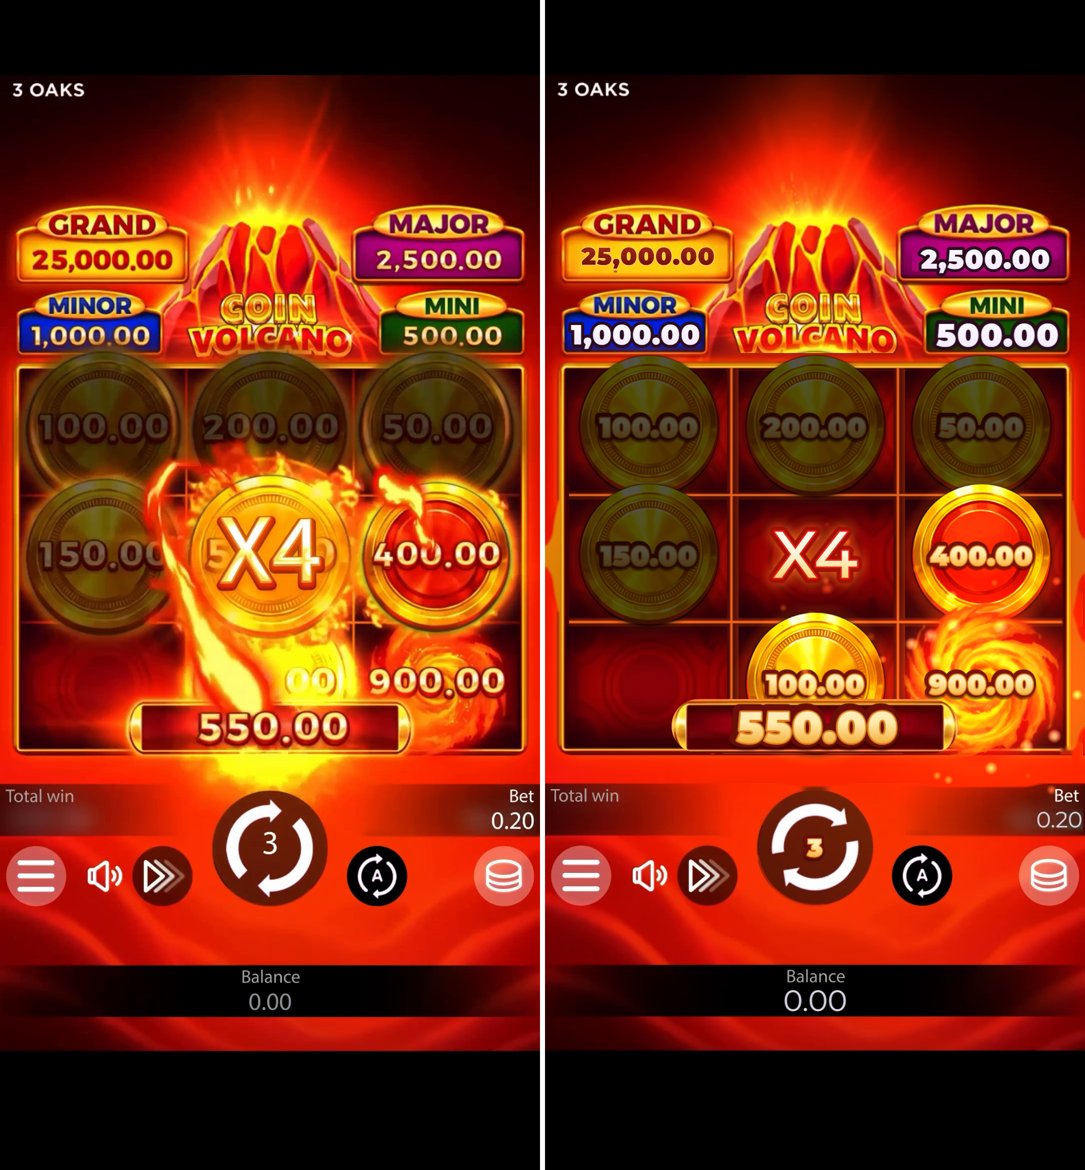 3 OAKS
GRAND
25,000.00
MAJOR
2,500.00
MINOR
1,000.00
COIN
VOLCANO
MINI
500.00
100.00 200.00 50.00
150.00 X4 400.00
00 900.00
550.00
Total win
Bet
0.20
3
A
Balance
0.00
3 OAKS
GRAND
25,000.00
MAJOR
2,500.00
MINOR
1,000.00
COIN
VOLCANO
MINI
500.00
100.00 200.00 50.00
150.00 X4 400.00
100.00 900.00
550.00
Total win
Bet
0.20
3
A
Balance
0.00